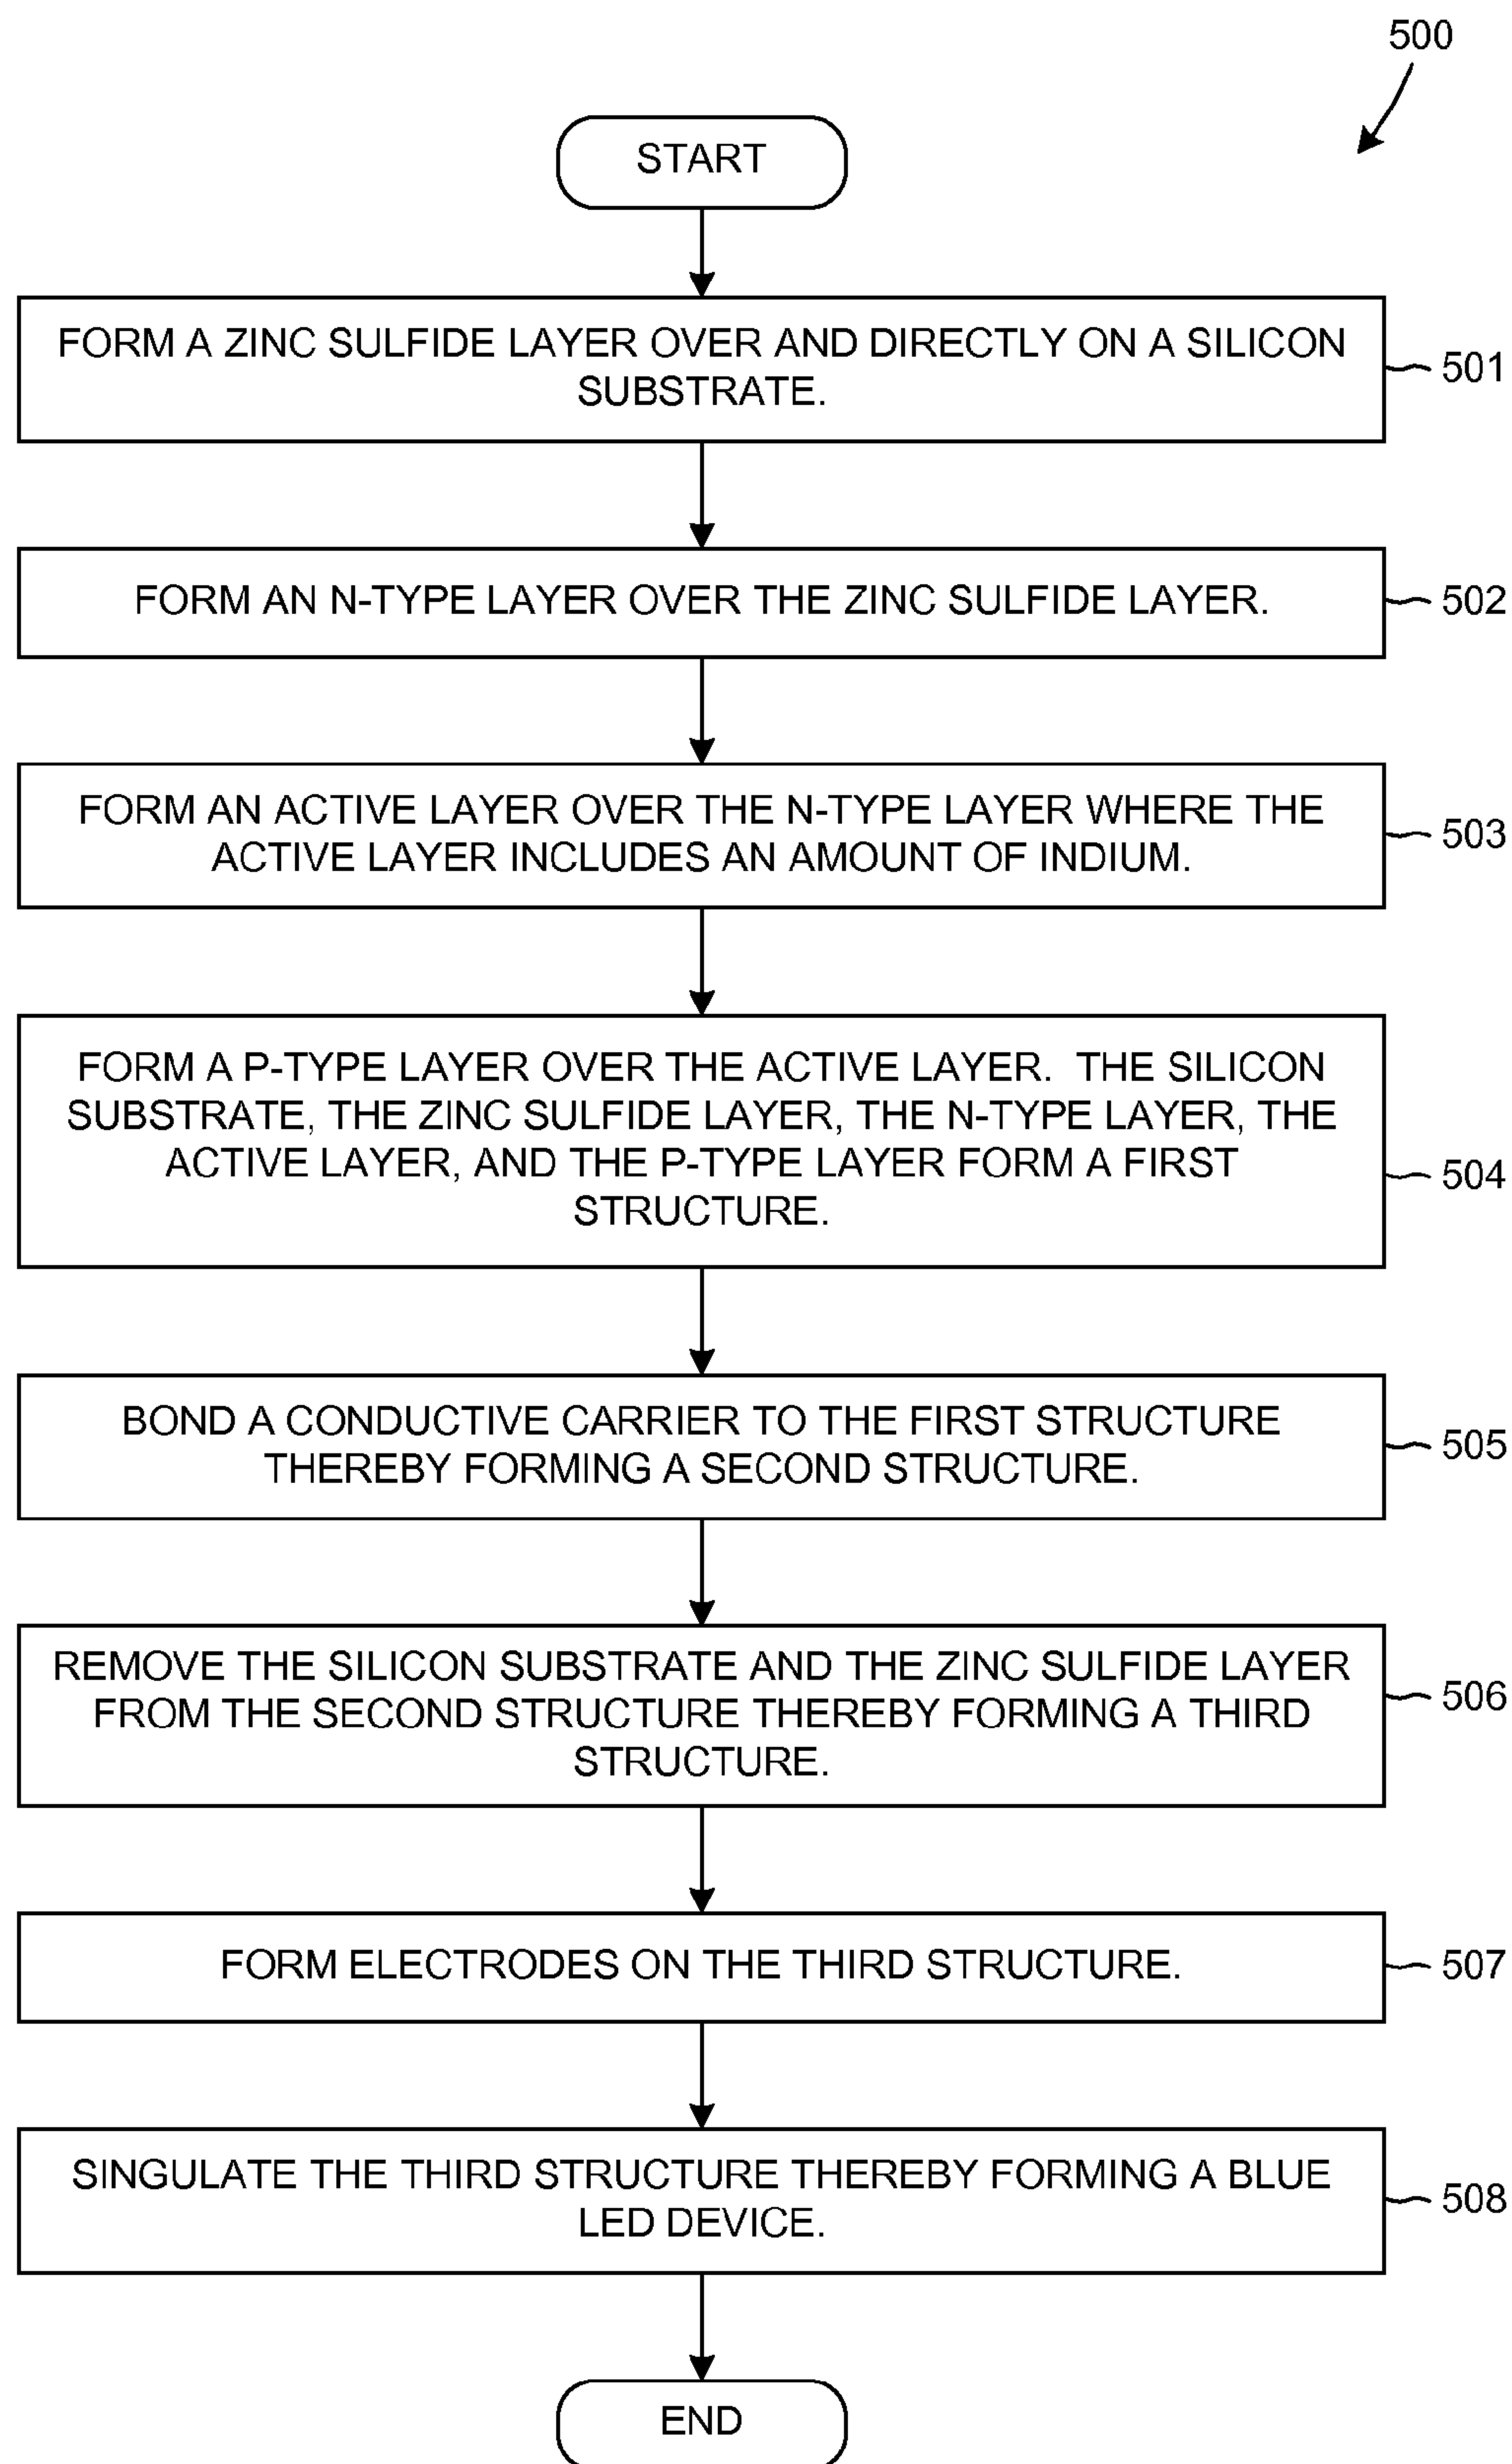 500
START
FORM A ZINC SULFIDE LAYER OVER AND DIRECTLY ON A SILICON
SUBSTRATE.
501
FORM AN N-TYPE LAYER OVER THE ZINC SULFIDE LAYER.
502
FORM AN ACTIVE LAYER OVER THE N-TYPE LAYER WHERE THE
ACTIVE LAYER INCLUDES AN AMOUNT OF INDIUM.
503
FORM A P-TYPE LAYER OVER THE ACTIVE LAYER. THE SILICON
SUBSTRATE, THE ZINC SULFIDE LAYER, THE N-TYPE LAYER, THE
ACTIVE LAYER, AND THE P-TYPE LAYER FORM A FIRST
STRUCTURE.
504
BOND A CONDUCTIVE CARRIER TO THE FIRST STRUCTURE
THEREBY FORMING A SECOND STRUCTURE.
505
REMOVE THE SILICON SUBSTRATE AND THE ZINC SULFIDE LAYER
FROM THE SECOND STRUCTURE THEREBY FORMING A THIRD
STRUCTURE.
506
FORM ELECTRODES ON THE THIRD STRUCTURE.
507
SINGULATE THE THIRD STRUCTURE THEREBY FORMING A BLUE
LED DEVICE.
508
END